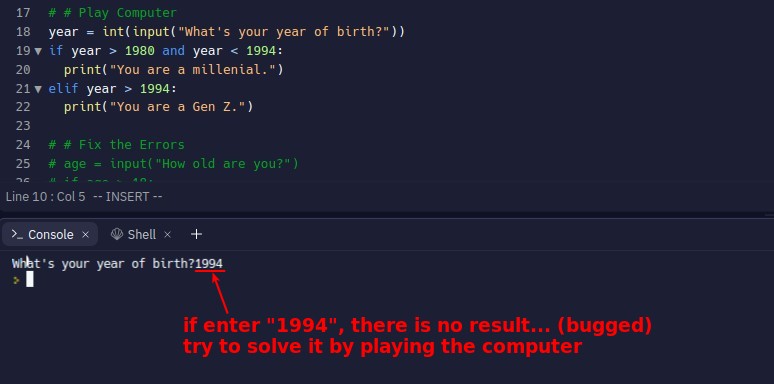 17 # # Play Computer
18 year = int(input("What's your year of birth?"))
19 ▼ if year > 1980 and year < 1994:
20 print("You are a millenial.")
21 ▼ elif year > 1994:
22 print("You are a Gen Z.")
23
24 # # Fix the Errors
25 # age = input("How old are you?")
26 # if age > 18:
Line 10 : Col 5 -- INSERT --
Console × Shell × +
What's your year of birth?1994
if enter "1994", there is no result... (bugged)
try to solve it by playing the computer